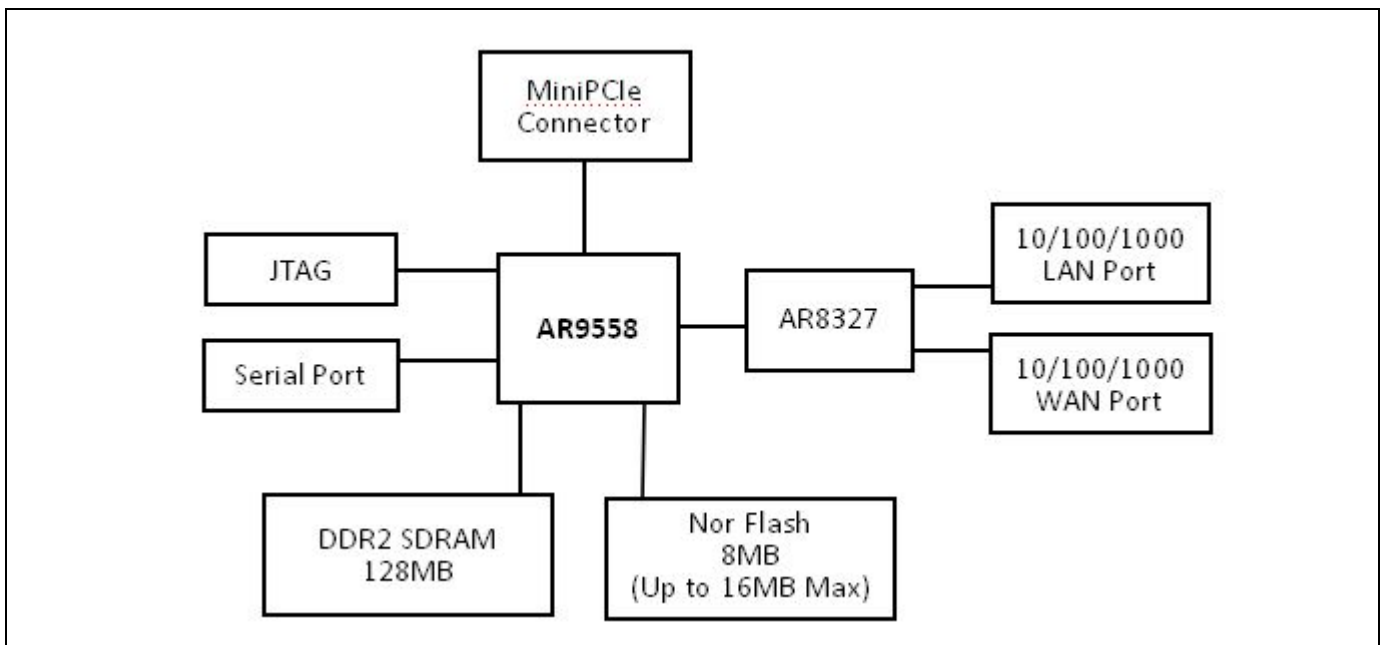 MiniPCIe
Connector
JTAG
AR9558
Serial Port
AR8327
10/100/1000
LAN Port
10/100/1000
WAN Port
DDR2 SDRAM
128MB
Nor Flash
8MB
(Up to 16MB Max)